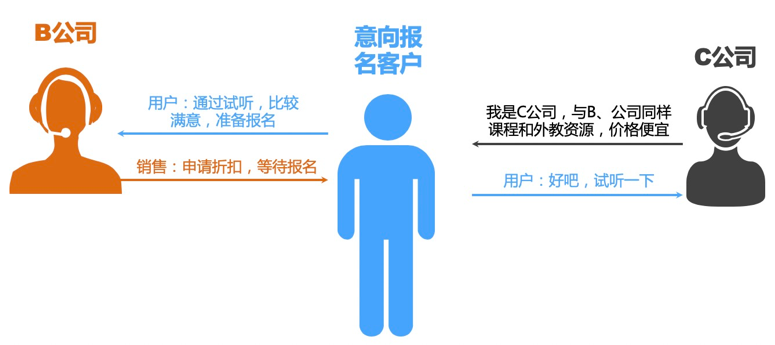 B公司
意向报
名客户
C公司
用户：通过试听，比较
满意，准备报名
销售：申请折扣，等待报名
我是C公司，与B、公司同样
课程和外教资源，价格便宜
用户：好吧，试听一下